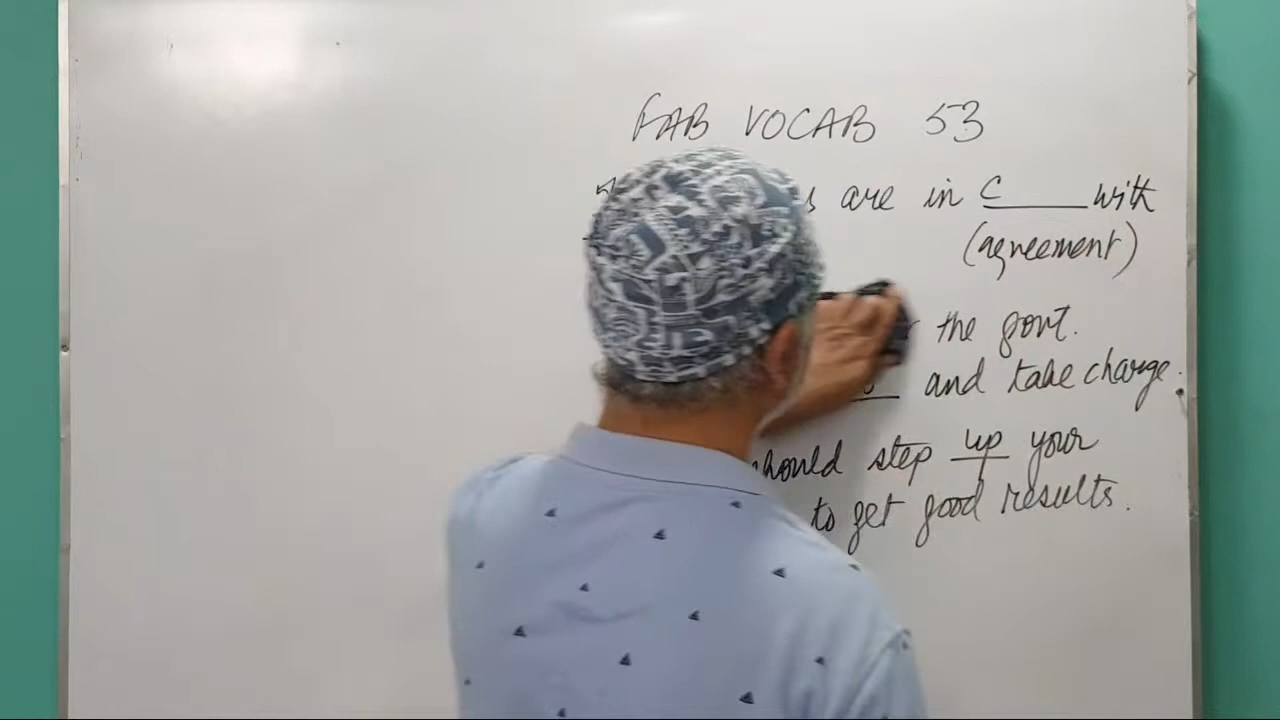 FAB VOCAB 53
are in C____ with
(agreement)
the govt.
and take charge.
should step up your
to get good results.